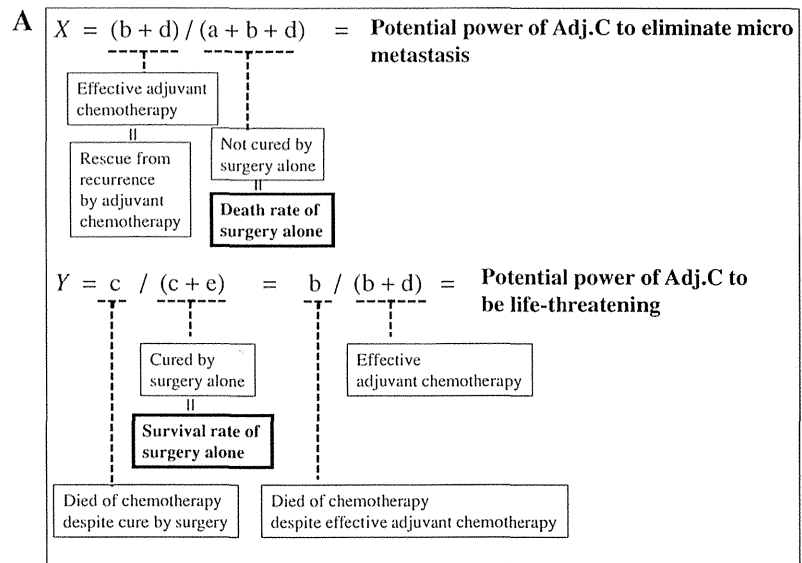 A
X = (b + d) / (a + b + d) = Potential power of Adj.C to eliminate micro
metastasis
Effective adjuvant
chemotherapy
=
Rescue from
recurrence
by adjuvant
chemotherapy
Not cured by
surgery alone
=
Death rate of
surgery alone
Y = c / (c + e) = b / (b + d) = Potential power of Adj.C to
be life-threatening
Cured by
surgery alone
=
Survival rate of
surgery alone
Effective
adjuvant chemotherapy
Died of chemotherapy
despite cure by surgery
Died of chemotherapy
despite effective adjuvant chemotherapy